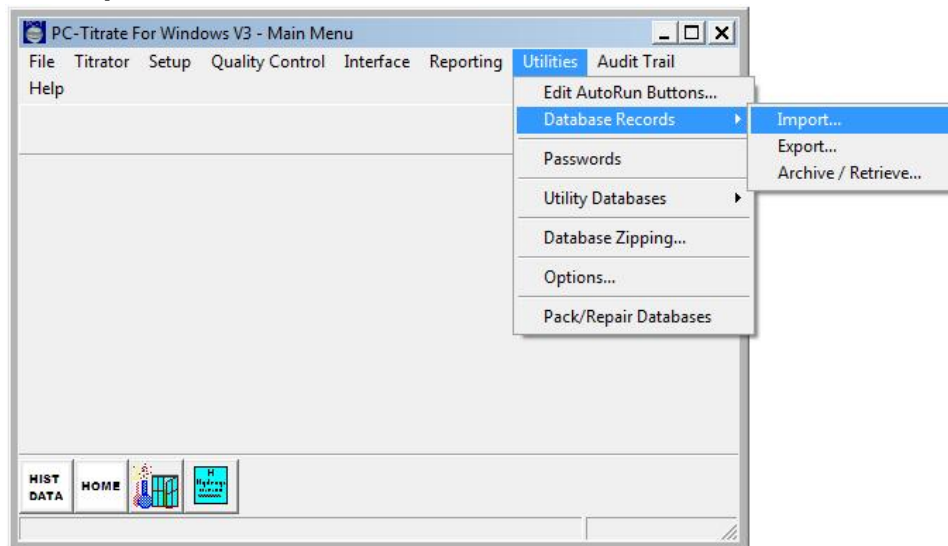 PC-Titrate For Windows V3 - Main Menu
File Titrator Setup Quality Control Interface Reporting Utilities Audit Trail
Help
Edit AutoRun Buttons...
Database Records
Import...
Export...
Archive / Retrieve...
Passwords
Utility Databases
Database Zipping...
Options...
Pack/Repair Databases
HIST
DATA
HOME
H